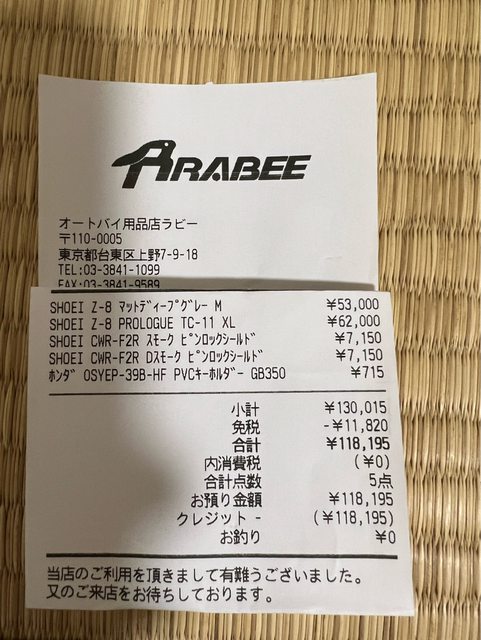 ARABEE
オートバイ用品店ラビー
〒110-0005
東京都台東区上野7-9-18
TEL:03-3841-1099
FAX:03-3841-9589
SHOEI Z-8 ﾏｯﾄﾃﾞｨｰﾌﾟｸﾞﾚｰ M ¥53,000
SHOEI Z-8 PROLOGUE TC-11 XL ¥62,000
SHOEI CWR-F2R ｽﾓｰｸ ﾋﾟﾝﾛｯｸｼｰﾙﾄﾞ ¥7,150
SHOEI CWR-F2R Dｽﾓｰｸ ﾋﾟﾝﾛｯｸｼｰﾙﾄﾞ ¥7,150
ﾎﾝﾀﾞ OSYEP-39B-HF PVCｷｰﾎﾙﾀﾞｰ GB350 ¥715
小計 ¥130,015
免税 -¥11,820
合計 ¥118,195
内消費税 (¥0)
合計点数 5点
お預り金額 ¥118,195
クレジット - (¥118,195)
お釣り ¥0
当店のご利用を頂きまして有難うございました。
又のご来店をお待ちしております。